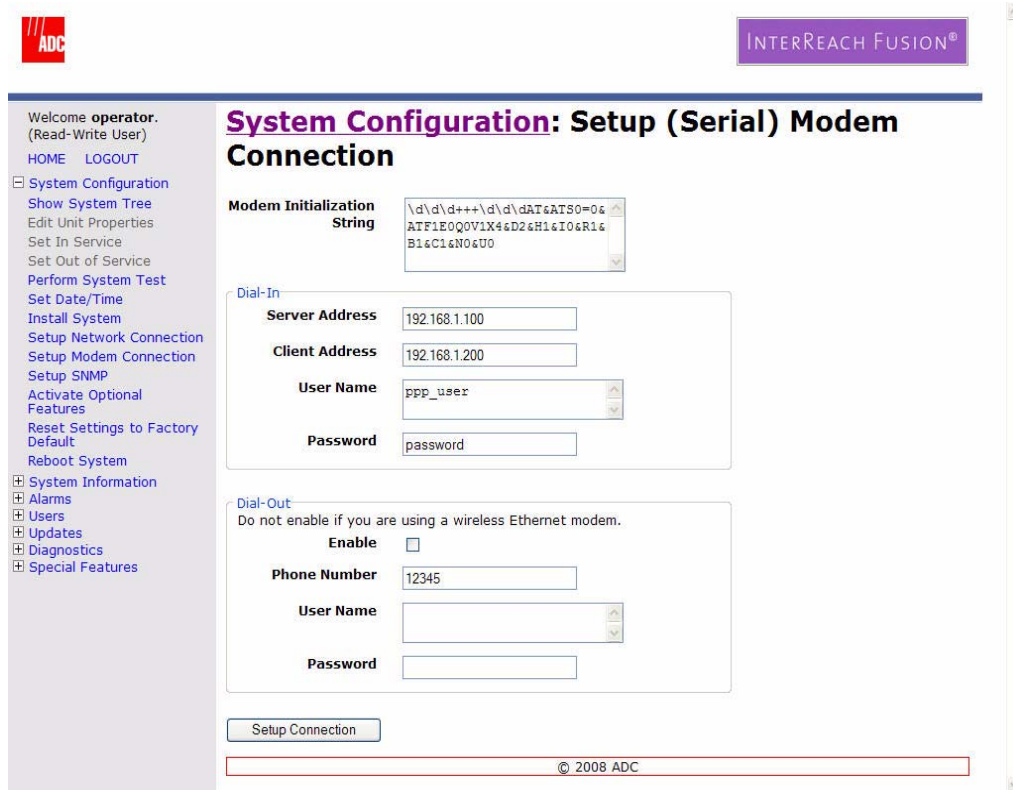 ADC
INTERREACH FUSION®
Welcome operator.
(Read-Write User)
HOME LOGOUT
System Configuration
Show System Tree
Edit Unit Properties
Set In Service
Set Out of Service
Perform System Test
Set Date/Time
Install System
Setup Network Connection
Setup Modem Connection
Setup SNMP
Activate Optional
Features
Reset Settings to Factory
Default
Reboot System
System Information
Alarms
Users
Updates
Diagnostics
Special Features
System Configuration: Setup (Serial) Modem
Connection
Modem Initialization
String
\d\d\d+++\d\d\dAT&ATS0=0&
ATF1E0Q0V1X4&D2&H1&I0&R1&
B1&C1&N0&U0
Dial-In
Server Address 192.168.1.100
Client Address 192.168.1.200
User Name ppp_user
Password password
Dial-Out
Do not enable if you are using a wireless Ethernet modem.
Enable
Phone Number 12345
User Name
Password
Setup Connection
© 2008 ADC